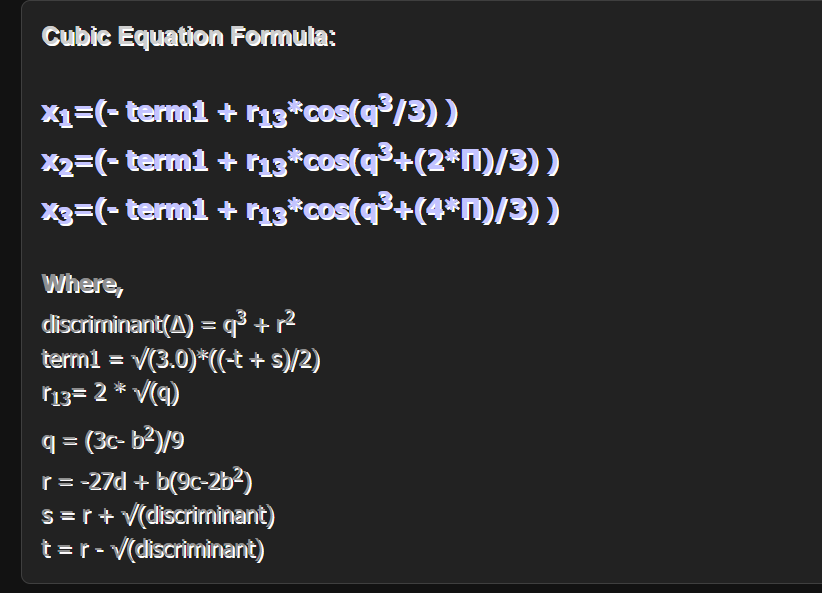 Cubic Equation Formula:
x₁=(- term1 + r₁₃*cos(q³/3) )
x₂=(- term1 + r₁₃*cos(q³+(2*Π)/3) )
x₃=(- term1 + r₁₃*cos(q³+(4*Π)/3) )
Where,
discriminant(Δ) = q³ + r²
term1 = √(3.0)*((-t + s)/2)
r₁₃= 2 * √(q)
q = (3c- b²)/9
r = -27d + b(9c-2b²)
s = r + √(discriminant)
t = r - √(discriminant)